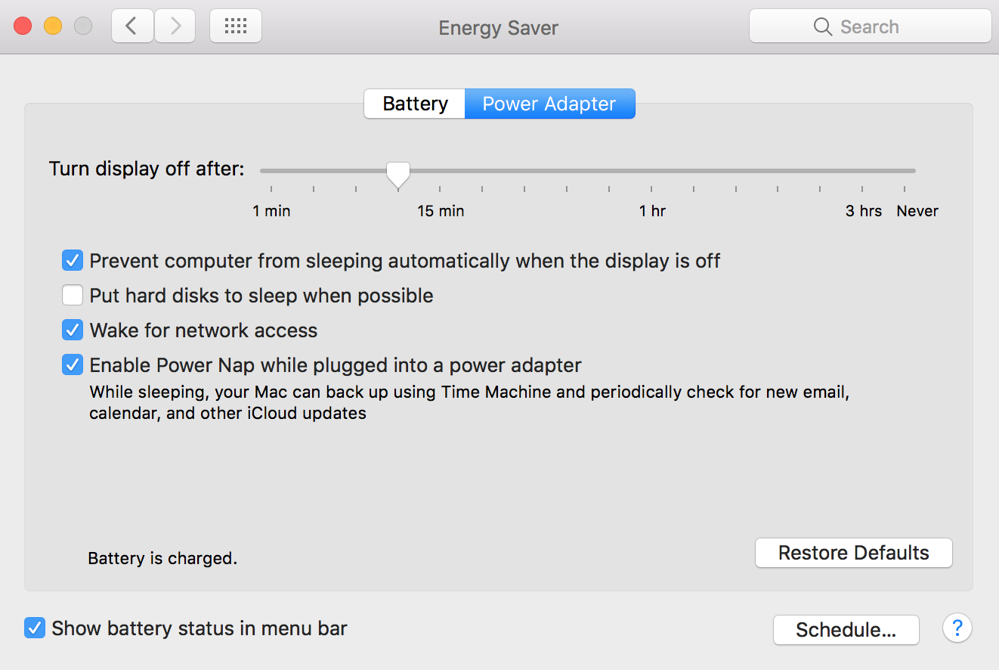 Energy Saver
Search
Battery
Power Adapter
Turn display off after:
1 min
15 min
1 hr
3 hrs
Never
Prevent computer from sleeping automatically when the display is off
Put hard disks to sleep when possible
Wake for network access
Enable Power Nap while plugged into a power adapter
While sleeping, your Mac can back up using Time Machine and periodically check for new email,
calendar, and other iCloud updates
Battery is charged.
Restore Defaults
Show battery status in menu bar
Schedule...
?